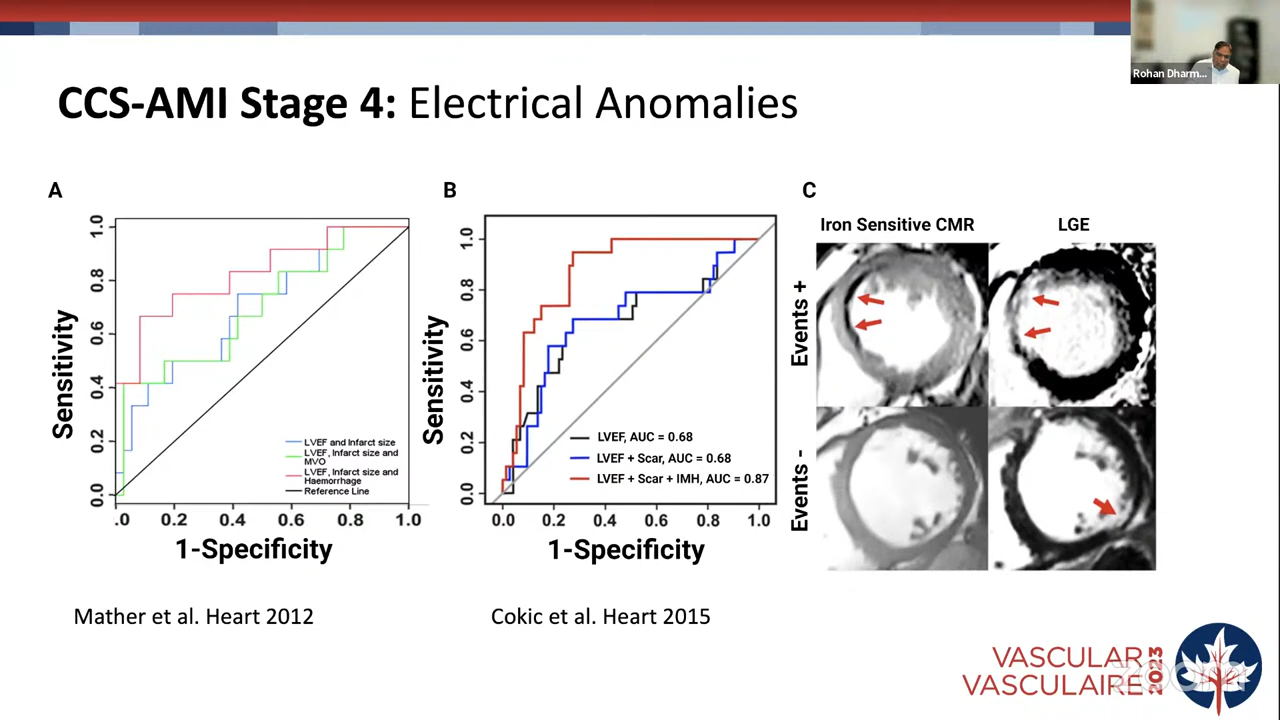 Rohan Dharm...
CCS-AMI Stage 4: Electrical Anomalies
A
Sensitivity
1.0
0.8
0.6
0.4
0.2
0.0
LVEF and Infarct size
LVEF, Infarct size and
MVO
LVEF, Infarct size and
Haemorrhage
Reference Line
.0 0.2 0.4 0.6 0.8 1.0
1-Specificity
Mather et al. Heart 2012
B
Sensitivity
1.0
0.8
0.6
0.4
0.2
0.0
LVEF, AUC = 0.68
LVEF + Scar, AUC = 0.68
LVEF + Scar + IMH, AUC = 0.87
0.0 0.2 0.4 0.6 0.8 1.0
1-Specificity
Cokic et al. Heart 2015
C
Iron Sensitive CMR LGE
Events +
Events -
VASCULAR
VASCULAIRE
2023
zoom